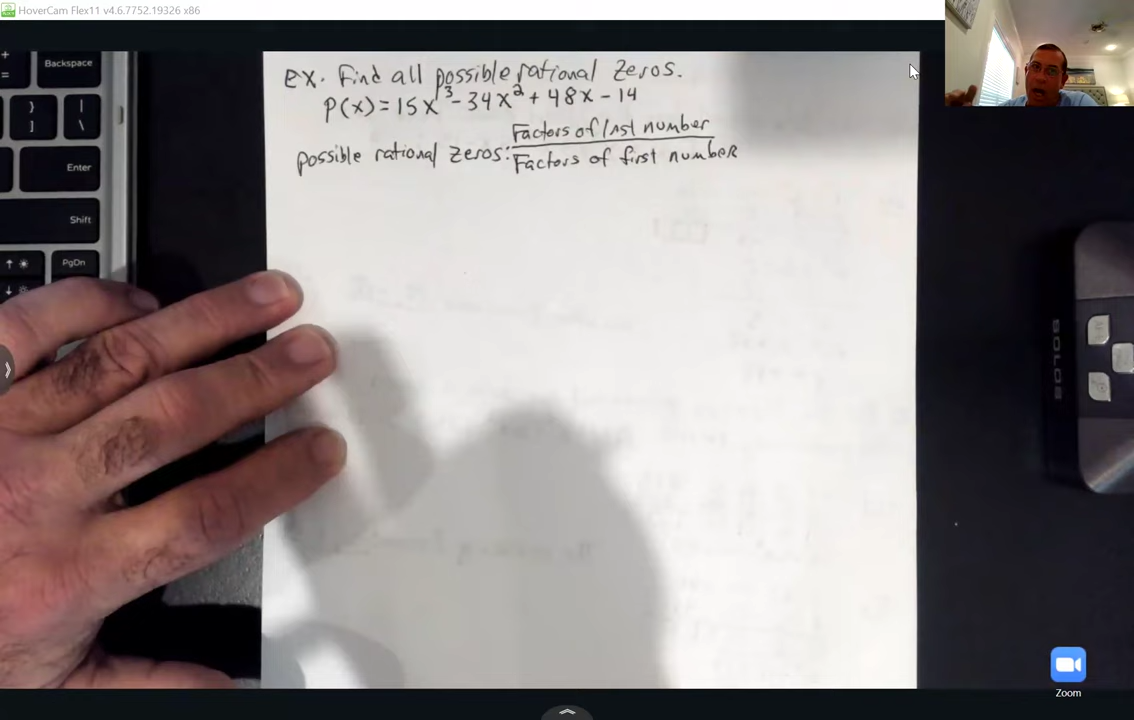 HoverCam Flex11 v4.6.7752.19326 x86
Backspace
+
=
}
]
|
\
Enter
Shift
PgDn
ex. Find all possible rational zeros.
P(x) = 15x³ - 34x² + 48x - 14
possible rational zeros: Factors of last number
Factors of first number
SOLOS
Zoom